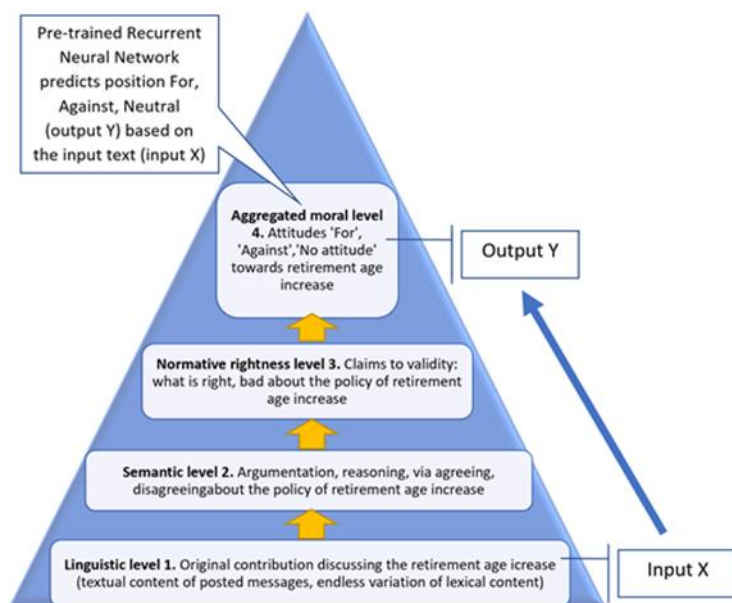 Pre-trained Recurrent
Neural Network
predicts position For,
Against, Neutral
(output Y) based on
the input text (input X)
Aggregated moral level
4. Attitudes 'For',
'Against','No attitude'
towards retirement age
increase
Output Y
Normative rightness level 3. Claims to validity:
what is right, bad about the policy of retirement
age increase
Semantic level 2. Argumentation, reasoning, via agreeing,
disagreeingabout the policy of retirement age increase
Linguistic level 1. Original contribution discussing the retirement age icrease
(textual content of posted messages, endless variation of lexical content)
Input X